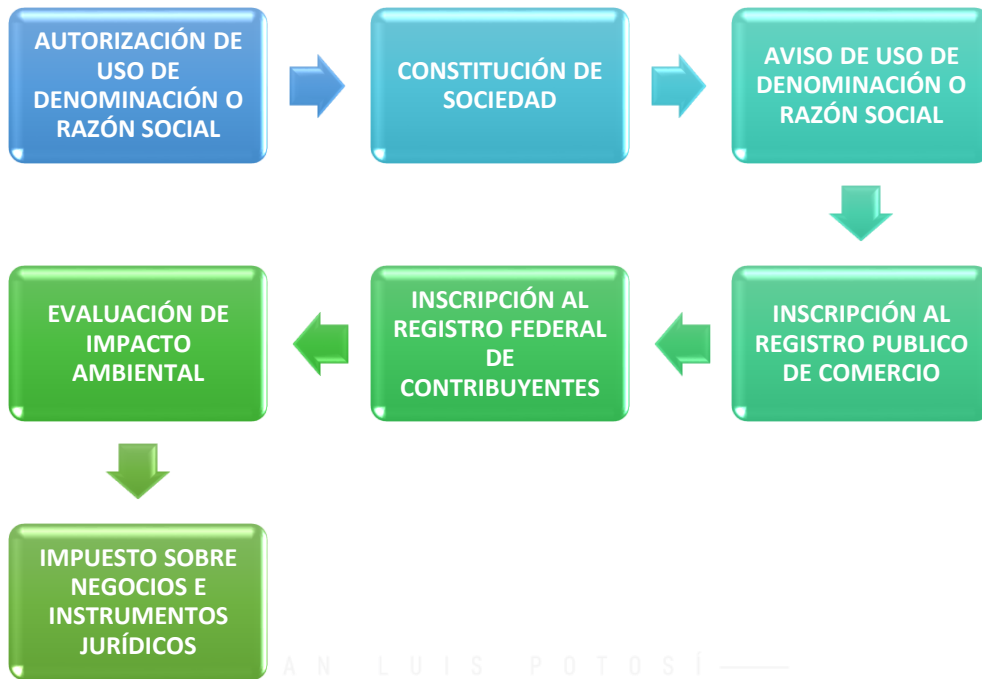 AUTORIZACIÓN DE
USO DE
DENOMINACIÓN O
RAZÓN SOCIAL
CONSTITUCIÓN DE
SOCIEDAD
AVISO DE USO DE
DENOMINACIÓN O
RAZÓN SOCIAL
INSCRIPCIÓN AL
REGISTRO PUBLICO
DE COMERCIO
INSCRIPCIÓN AL
REGISTRO FEDERAL
DE
CONTRIBUYENTES
EVALUACIÓN DE
IMPACTO
AMBIENTAL
IMPUESTO SOBRE
NEGOCIOS E
INSTRUMENTOS
JURÍDICOS
AN LUIS POTOSÍ